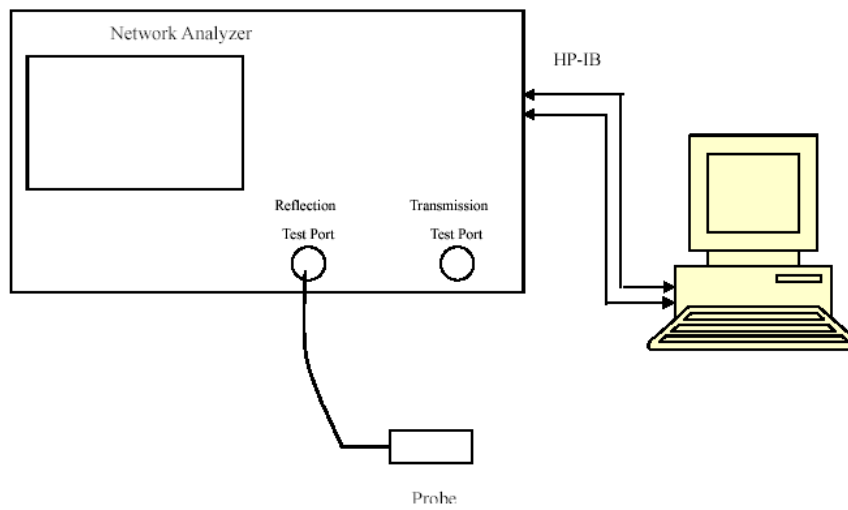 Network Analyzer
HP-IB
Reflection
Test Port
Transmission
Test Port
Probe